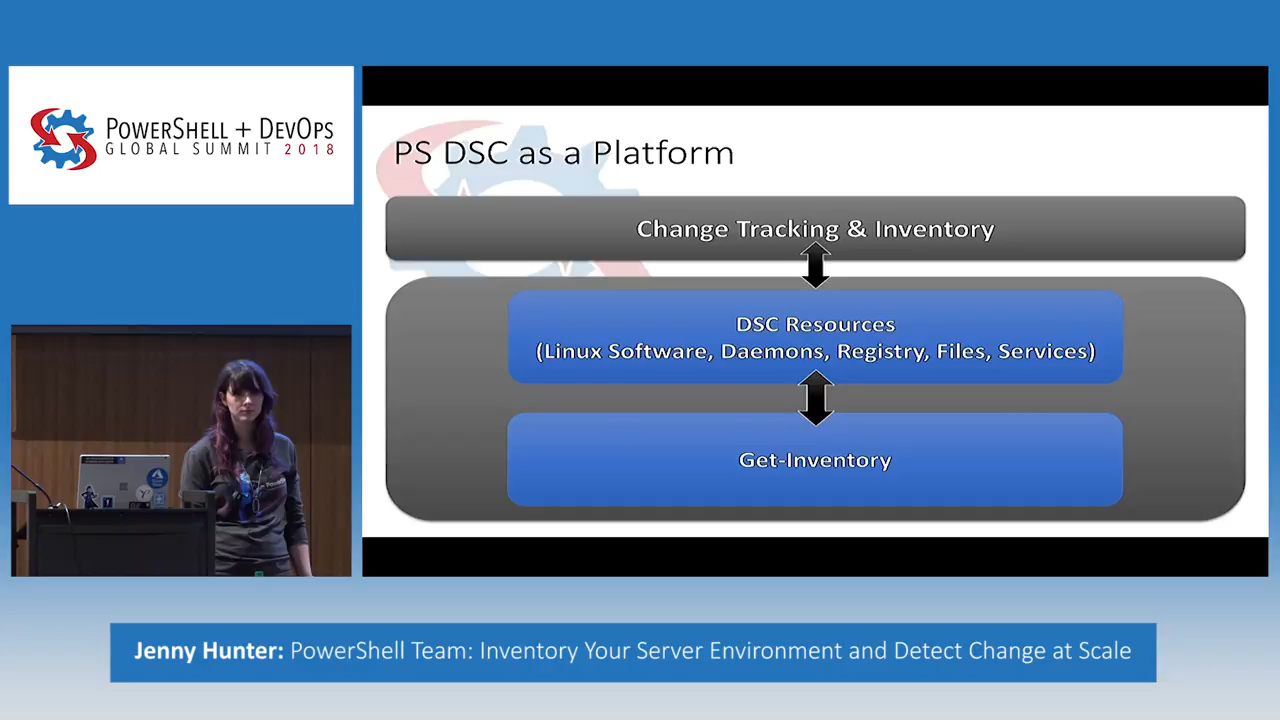 POWERSHELL + DEVOPS
GLOBAL SUMMIT 2018
PS DSC as a Platform
Change Tracking & Inventory
DSC Resources
(Linux Software, Daemons, Registry, Files, Services)
Get-Inventory
Jenny Hunter: PowerShell Team: Inventory Your Server Environment and Detect Change at Scale